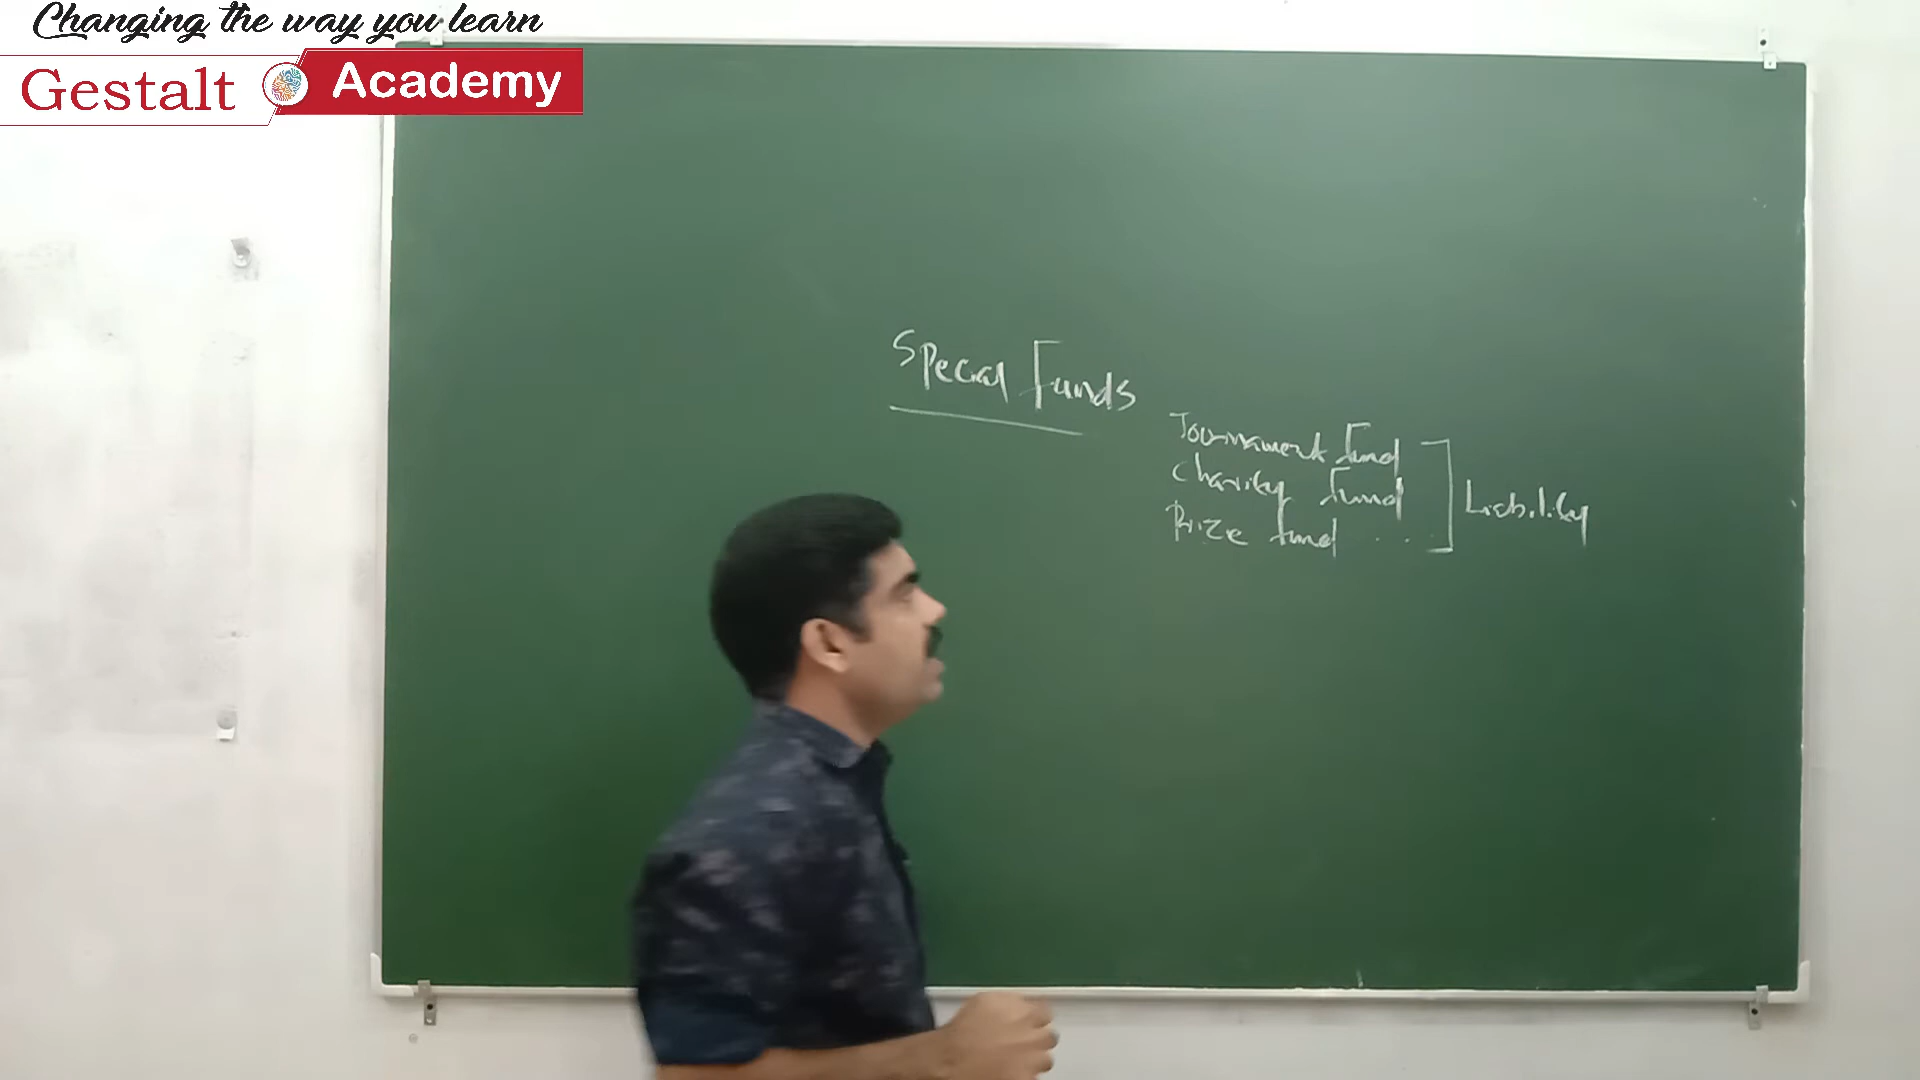 Changing the way you learn
Gestalt Academy
Special Funds
Tournament Fund
Charity Fund
Prize fund ...
Liability